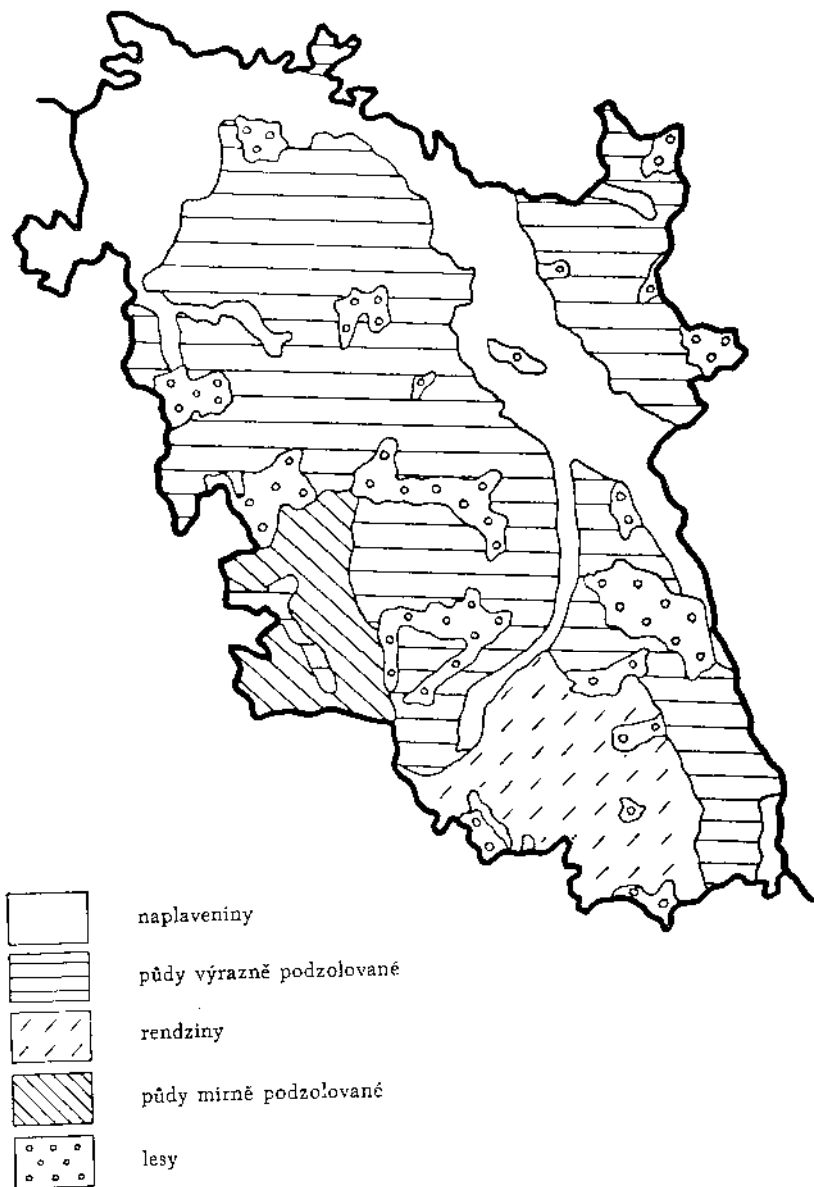 naplaveniny
půdy výrazně podzolované
rendziny
půdy mírně podzolované
lesy